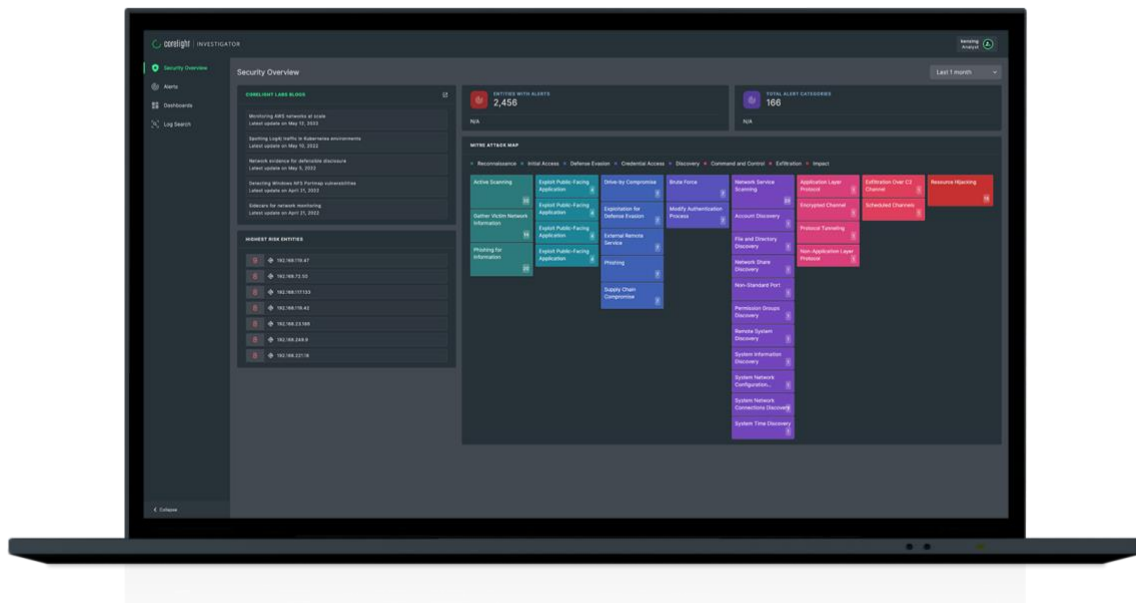 corelight | INVESTIGATOR
Analyst
Security Overview
Alerts
Dashboards
Log Search
Collapse
Security Overview
Last 1 month
CORELIGHT LABS BLOGS
Monitoring AWS networks at scale
Latest update on May 12, 2022
Spotting Log4j traffic in Kubernetes environments
Latest update on May 10, 2022
Network evidence for defensible disclosure
Latest update on May 5, 2022
Detecting Windows NFS Portmap vulnerabilities
Latest update on April 21, 2022
Sidecars for network monitoring
Latest update on April 21, 2022
HIGHEST RISK ENTITIES
ENTITIES WITH ALERTS
2,456
N/A
TOTAL ALERT CATEGORIES
166
N/A
MITRE ATTACK MAP
Reconnaissance Initial Access Defense Evasion Credential Access Discovery Command and Control Exfiltration Impact
Active Scanning
Gather Victim Network
Information
Phishing for
Information
Exploit Public-Facing
Application
Exploit Public-Facing
Application
Exploit Public-Facing
Application
Exploit Public-Facing
Application
Drive-by Compromise
Exploitation for
Defense Evasion
External Remote
Service
Phishing
Supply Chain
Compromise
Brute Force
Modify Authentication
Process
Network Service
Scanning
Account Discovery
File and Directory
Discovery
Network Share
Discovery
Non-Standard Port
Permission Groups
Discovery
Remote System
Discovery
System Information
Discovery
System Network
Configuration...
System Network
Connections Discovery
System Time Discovery
Application Layer
Protocol
Encrypted Channel
Protocol Tunneling
Non-Application Layer
Protocol
Exfiltration Over C2
Channel
Scheduled Channels
Resource Hijacking